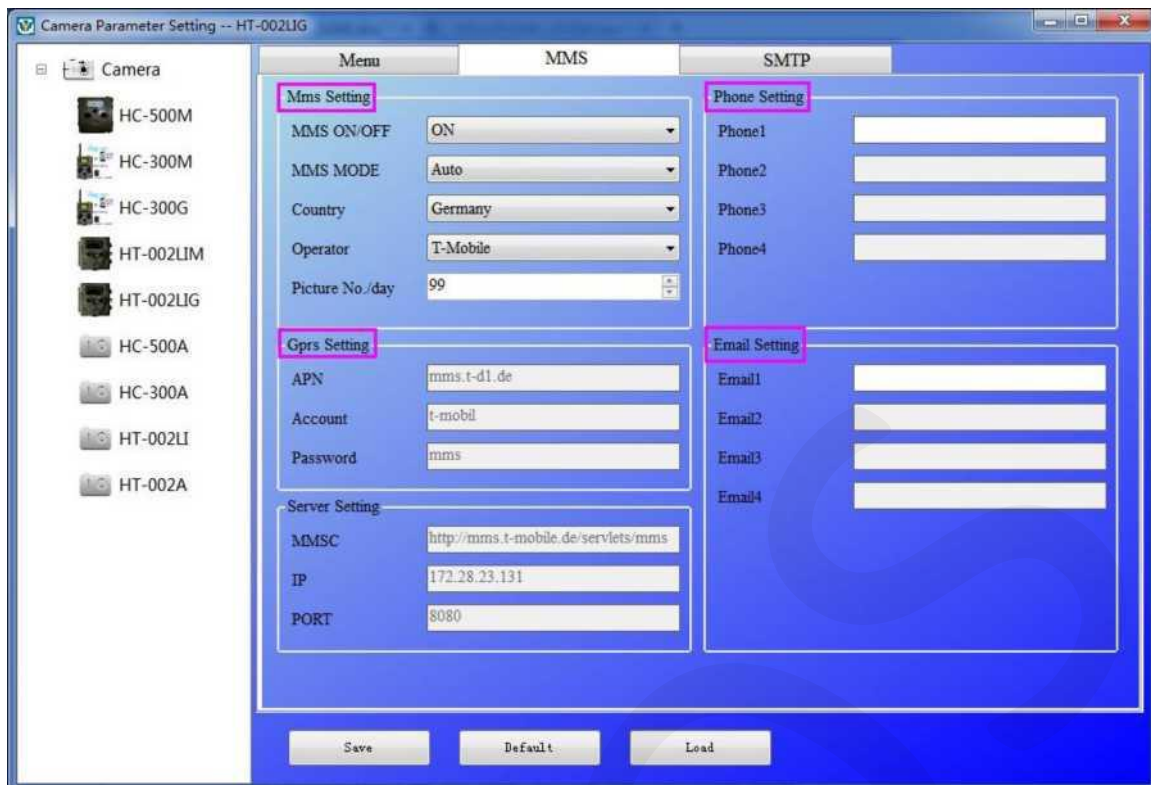 Camera Parameter Setting -- HT-002LIG
Camera
HC-500M
HC-300M
HC-300G
HT-002LIM
HT-002LIG
HC-500A
HC-300A
HT-002LI
HT-002A
Menu MMS SMTP
Mms Setting
MMS ON/OFF ON
MMS MODE Auto
Country Germany
Operator T-Mobile
Picture No./day 99
Gprs Setting
APN mms.t-d1.de
Account t-mobil
Password mms
Server Setting
MMSC http://mms.t-mobile.de/servlets/mms
IP 172.28.23.131
PORT 8080
Phone Setting
Phone1
Phone2
Phone3
Phone4
Email Setting
Email1
Email2
Email3
Email4
Save Default Load